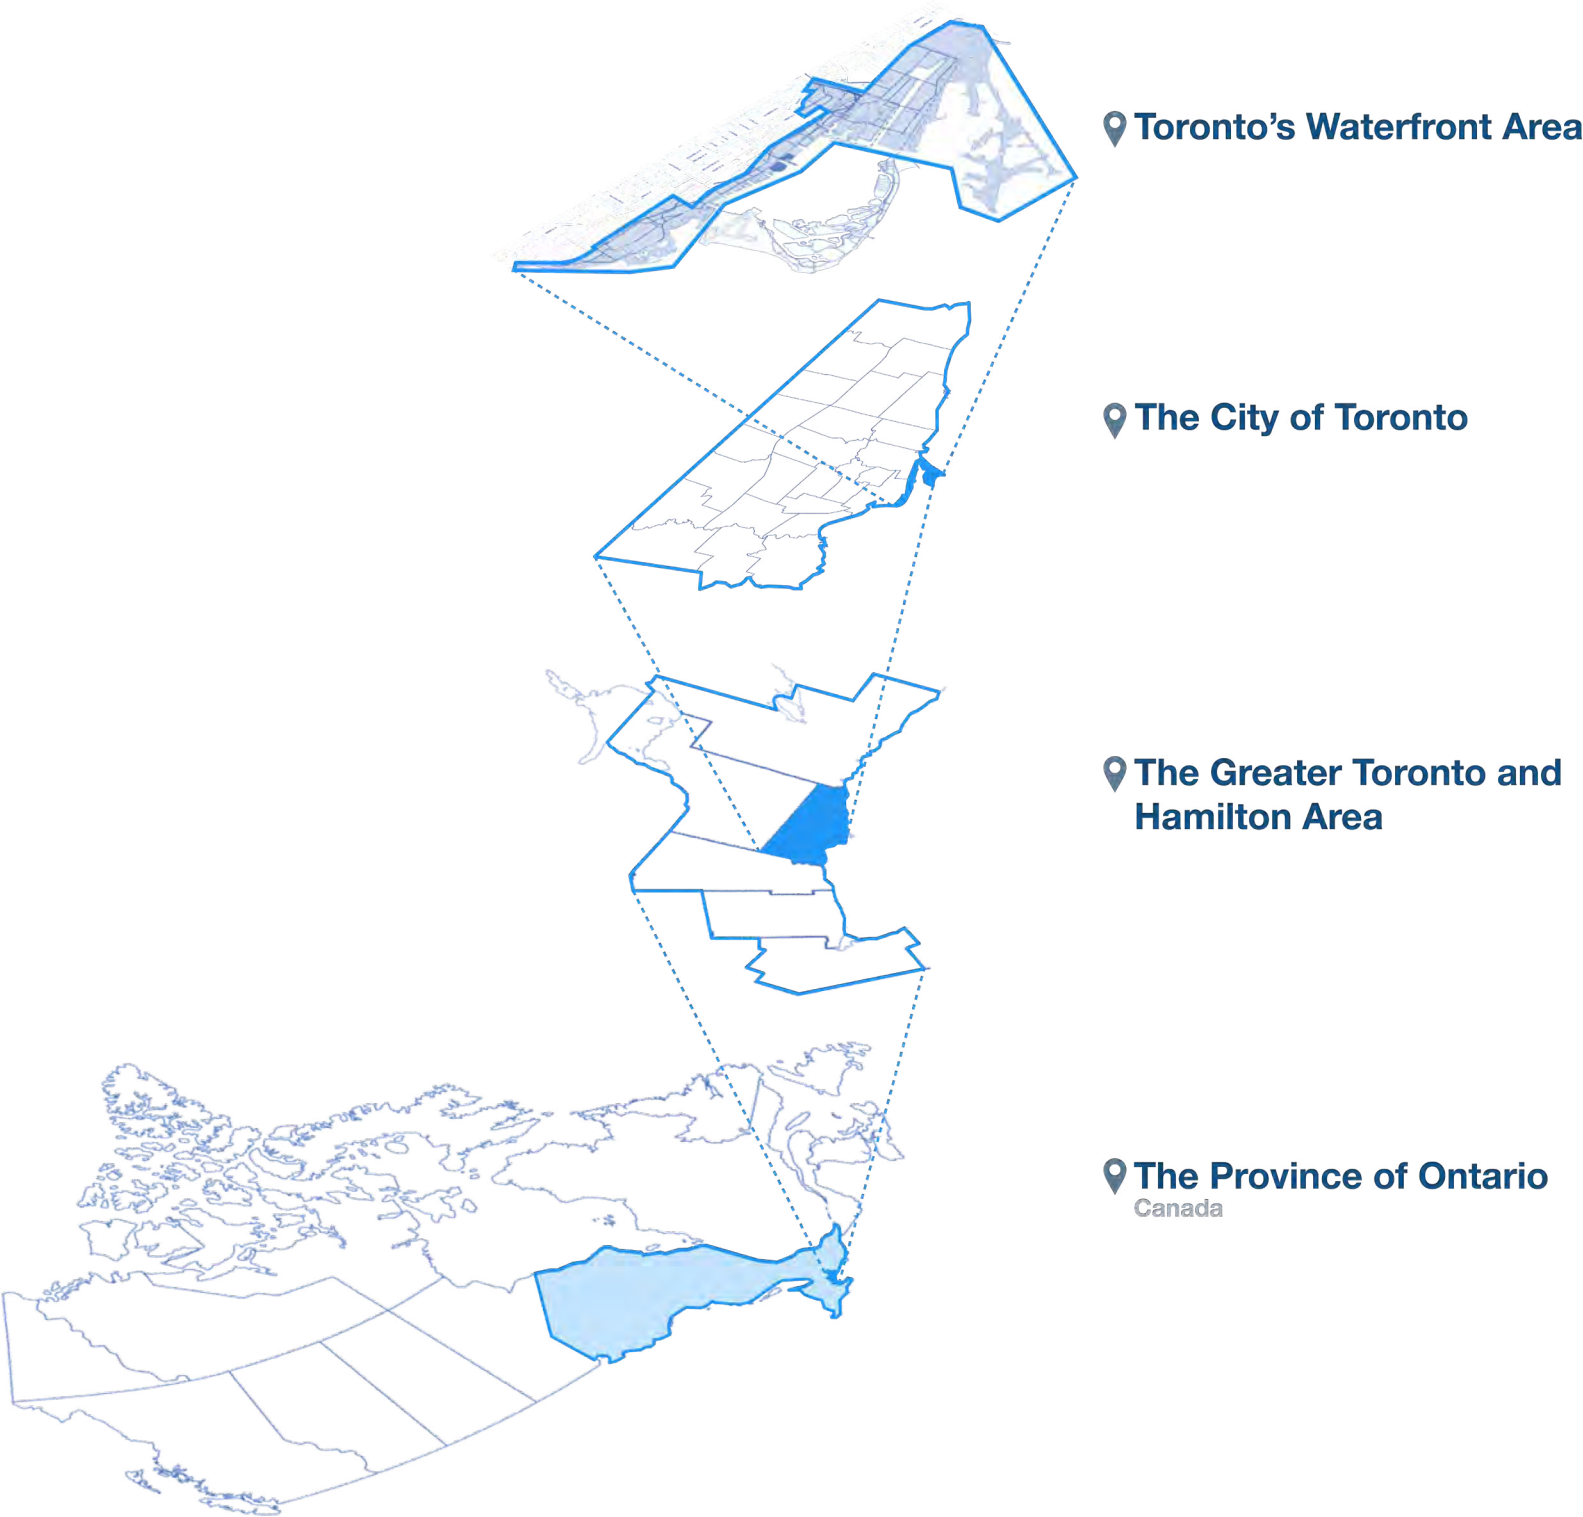 Toronto’s Waterfront Area
The City of Toronto
The Greater Toronto and
Hamilton Area
The Province of Ontario
Canada